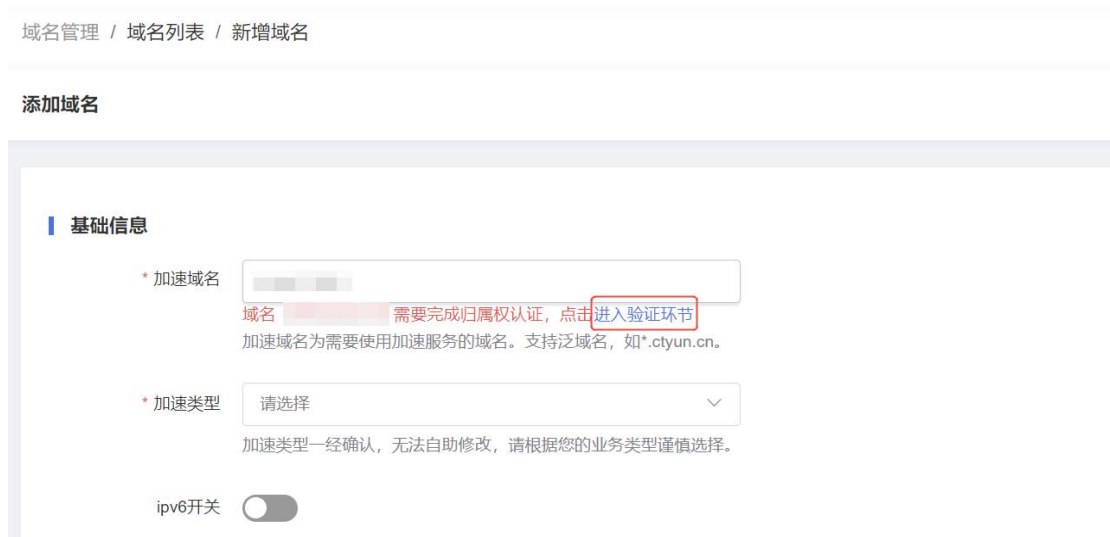 域名管理 / 域名列表 / 新增域名
添加域名
基础信息
* 加速域名
域名 需要完成归属权认证，点击进入验证环节
加速域名为需要使用加速服务的域名。支持泛域名，如*.ctyun.cn。
* 加速类型 请选择
加速类型一经确认，无法自助修改，请根据您的业务类型谨慎选择。
ipv6开关